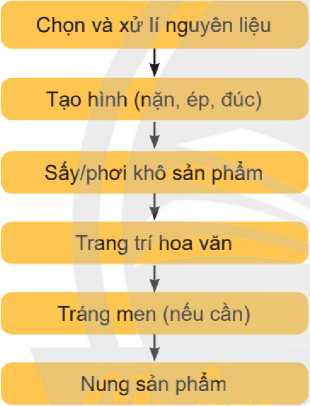 Chọn và xử lí nguyên liệu
Tạo hình (nặn, ép, đúc)
Sấy/phơi khô sản phẩm
Trang trí hoa văn
Tráng men (nếu cần)
Nung sản phẩm